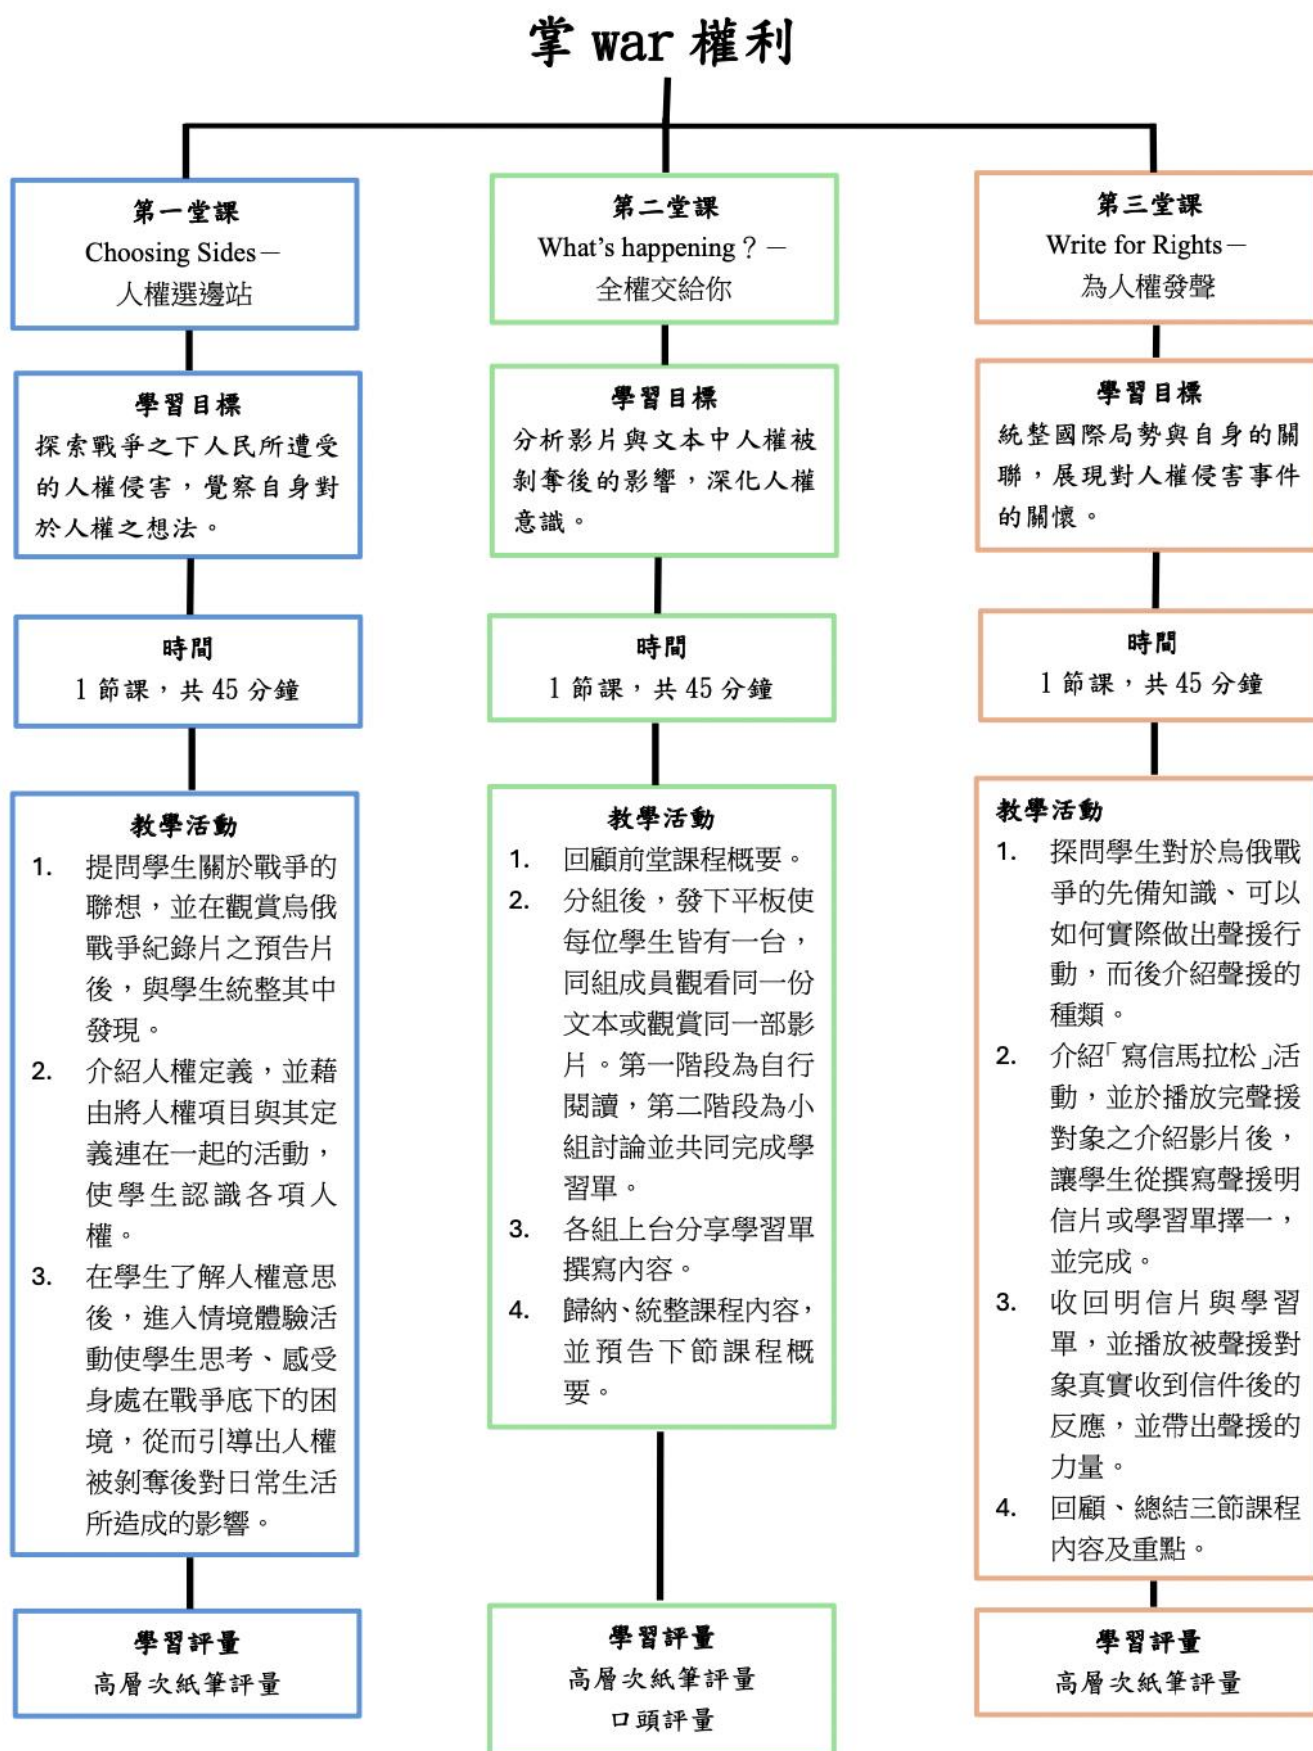 掌 war 權利
第一堂課
Choosing Sides－
人權選邊站
學習目標
探索戰爭之下人民所遭受
的人權侵害，覺察自身對
於人權之想法。
時間
1 節課，共 45 分鐘
教學活動
1. 提問學生關於戰爭的
聯想，並在觀賞烏俄
戰爭紀錄片之預告片
後，與學生統整其中
發現。
2. 介紹人權定義，並藉
由將人權項目與其定
義連在一起的活動，
使學生認識各項人
權。
3. 在學生了解人權意思
後，進入情境體驗活
動使學生思考、感受
身處在戰爭底下的困
境，從而引導出人權
被剝奪後對日常生活
所造成的影響。
學習評量
高層次紙筆評量
第二堂課
What’s happening？－
全權交給你
學習目標
分析影片與文本中人權被
剝奪後的影響，深化人權
意識。
時間
1 節課，共 45 分鐘
教學活動
1. 回顧前堂課程概要。
2. 分組後，發下平板使
每位學生皆有一台，
同組成員觀看同一份
文本或觀賞同一部影
片。第一階段為自行
閱讀，第二階段為小
組討論並共同完成學
習單。
3. 各組上台分享學習單
撰寫內容。
4. 歸納、統整課程內容，
並預告下節課程概
要。
學習評量
高層次紙筆評量
口頭評量
第三堂課
Write for Rights－
為人權發聲
學習目標
統整國際局勢與自身的關
聯，展現對人權侵害事件
的關懷。
時間
1 節課，共 45 分鐘
教學活動
1. 探問學生對於烏俄戰
爭的先備知識、可以
如何實際做出聲援行
動，而後介紹聲援的
種類。
2. 介紹「寫信馬拉松」活
動，並於播放完聲援
對象之介紹影片後，
讓學生從撰寫聲援明
信片或學習單擇一，
並完成。
3. 收回明信片與學習
單，並播放被聲援對
象真實收到信件後的
反應，並帶出聲援的
力量。
4. 回顧、總結三節課程
內容及重點。
學習評量
高層次紙筆評量